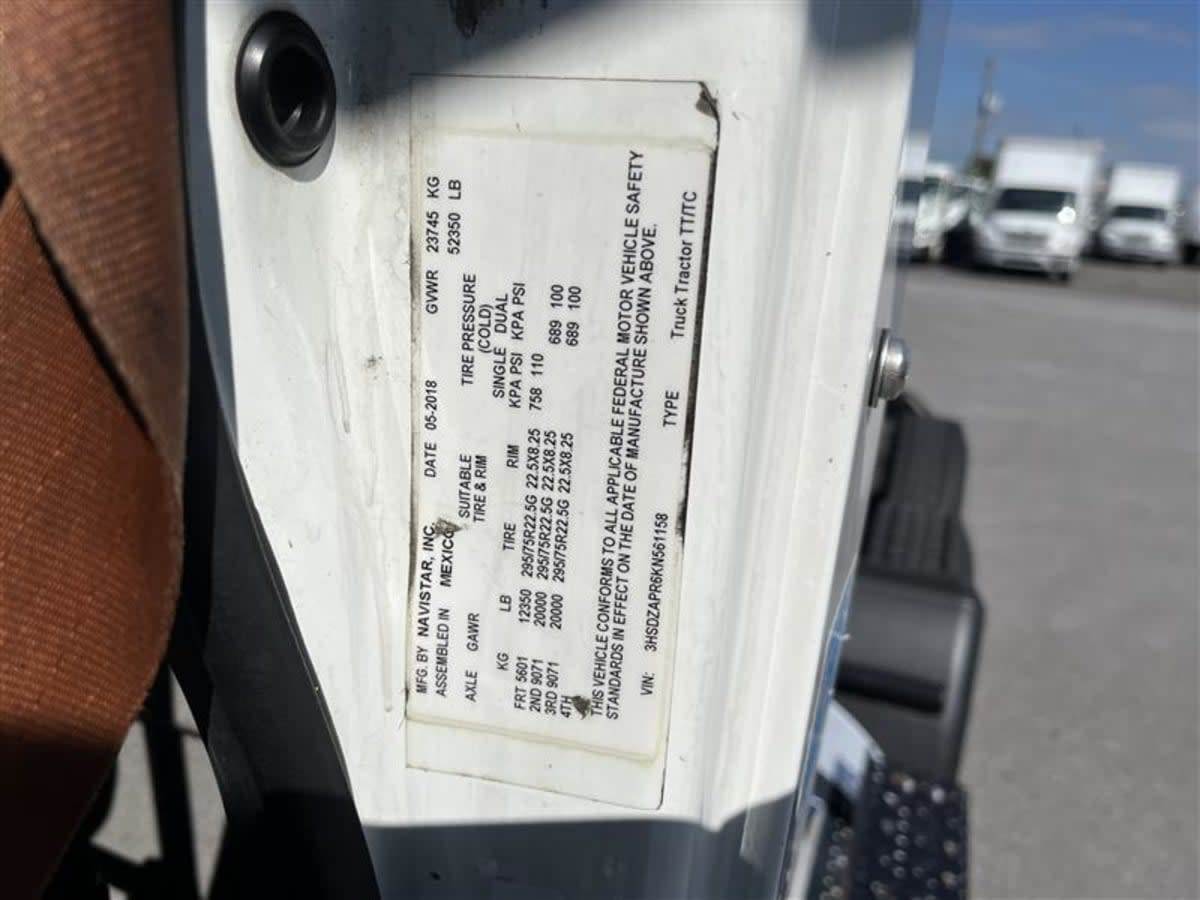 MFG. BY NAVISTAR, INC. DATE 05-2018 GVWR 23745 KG
ASSEMBLED IN MEXICO 52350 LB
AXLE GAWR SUITABLE TIRE PRESSURE
TIRE & RIM (COLD)
SINGLE DUAL
KG LB TIRE RIM KPA PSI KPA PSI
FRT 5601 12350 295/75R22.5G 22.5X8.25 758 110
2ND 9071 20000 295/75R22.5G 22.5X8.25 689 100
3RD 9071 20000 295/75R22.5G 22.5X8.25 689 100
4TH
THIS VEHICLE CONFORMS TO ALL APPLICABLE FEDERAL MOTOR VEHICLE SAFETY
STANDARDS IN EFFECT ON THE DATE OF MANUFACTURE SHOWN ABOVE.
VIN: 3HSDZAPR6KN561158 TYPE Truck Tractor TT/TC